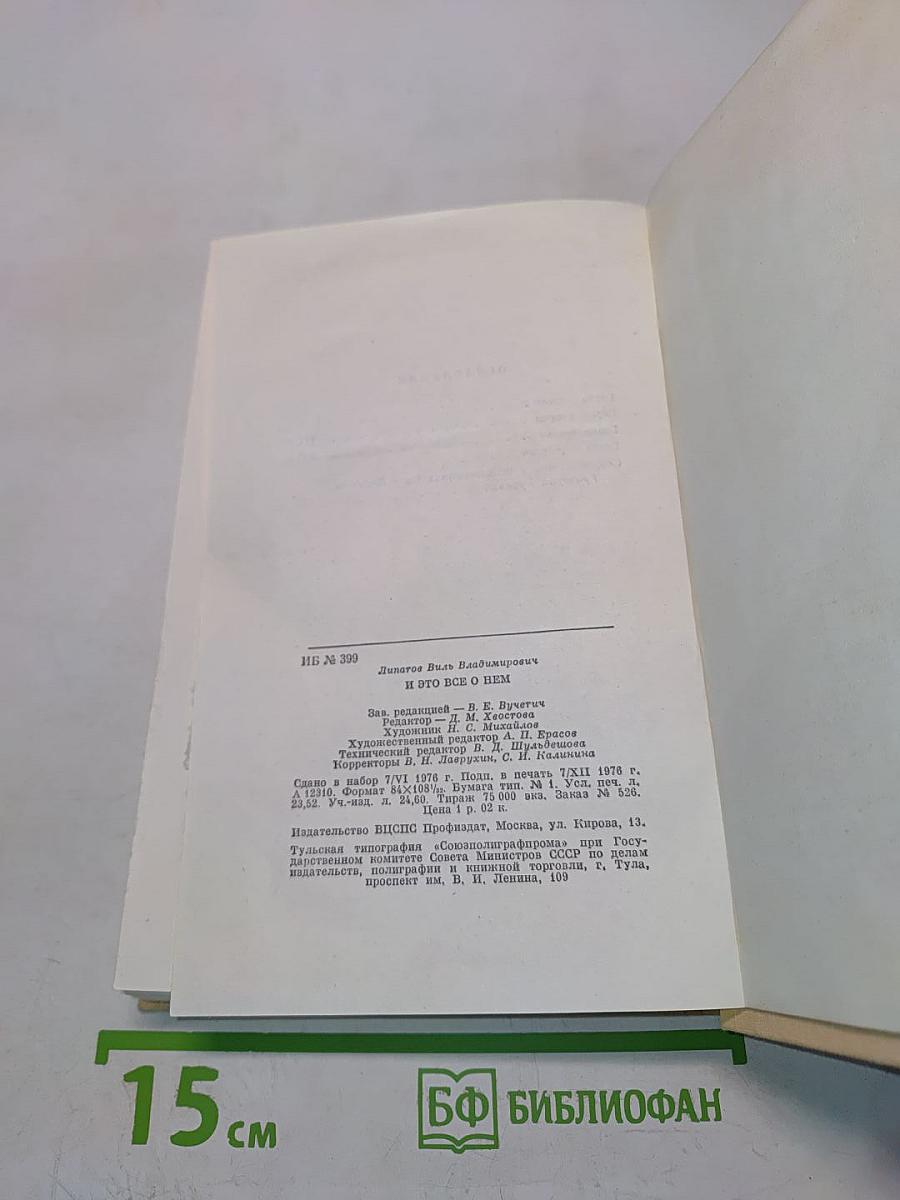 ИБ № 399
Липатов Виль Владимирович
И ЭТО ВСЕ О НЕМ
Зав. редакцией — В. Е. Вучетич
Редактор — Д. М. Хвостова
Художник Н. С. Михайлов
Художественный редактор А. П. Ерасов
Технический редактор В. Д. Шульдешова
Корректоры В. Н. Лаврухин, С. И. Калинина
Сдано в набор 7/VI 1976 г. Подп. в печать 7/XII 1976 г.
А 12310. Формат 84×108¹/₃₂. Бумага тип. № 1. Усл. печ. л.
23,52. Уч.-изд. л. 24,60. Тираж 75 000 экз. Заказ № 526.
Цена 1 р. 02 к.
Издательство ВЦСПС Профиздат, Москва, ул. Кирова, 13.
Тульская типография «Союзполиграфпрома» при Госу-
дарственном комитете Совета Министров СССР по делам
издательств, полиграфии и книжной торговли, г. Тула,
проспект им. В. И. Ленина, 109
15 см
БФ БИБЛИОФАН